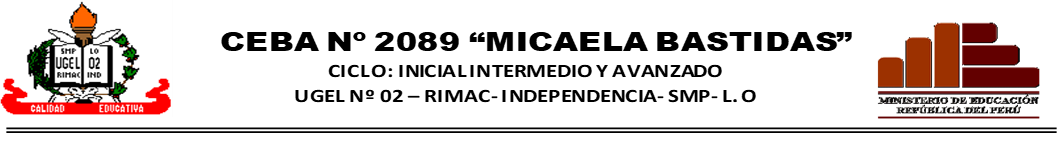 SMP LO
UGEL 02
RIMAC IND
CALIDAD EDUCATIVA
CEBA Nº 2089 “MICAELA BASTIDAS”
CICLO: INICIAL INTERMEDIO Y AVANZADO
UGEL Nº 02 – RIMAC- INDEPENDENCIA- SMP- L. O
MINISTERIO DE EDUCACIÓN
REPÚBLICA DEL PERÚ